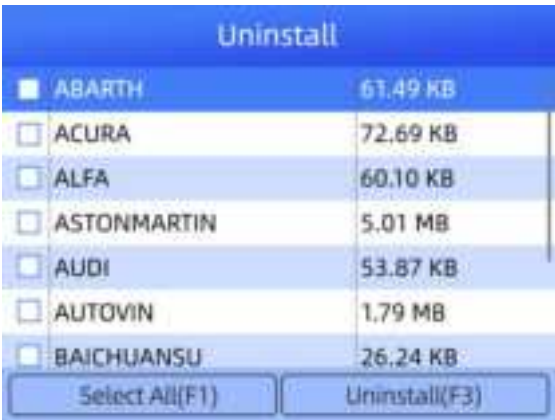 Uninstall
ABARTH 61.49 KB
ACURA 72.69 KB
ALFA 60.10 KB
ASTONMARTIN 5.01 MB
AUDI 53.87 KB
AUTOVIN 1.79 MB
BAICHUANSU 26.24 KB
Select All(F1) Uninstall(F3)